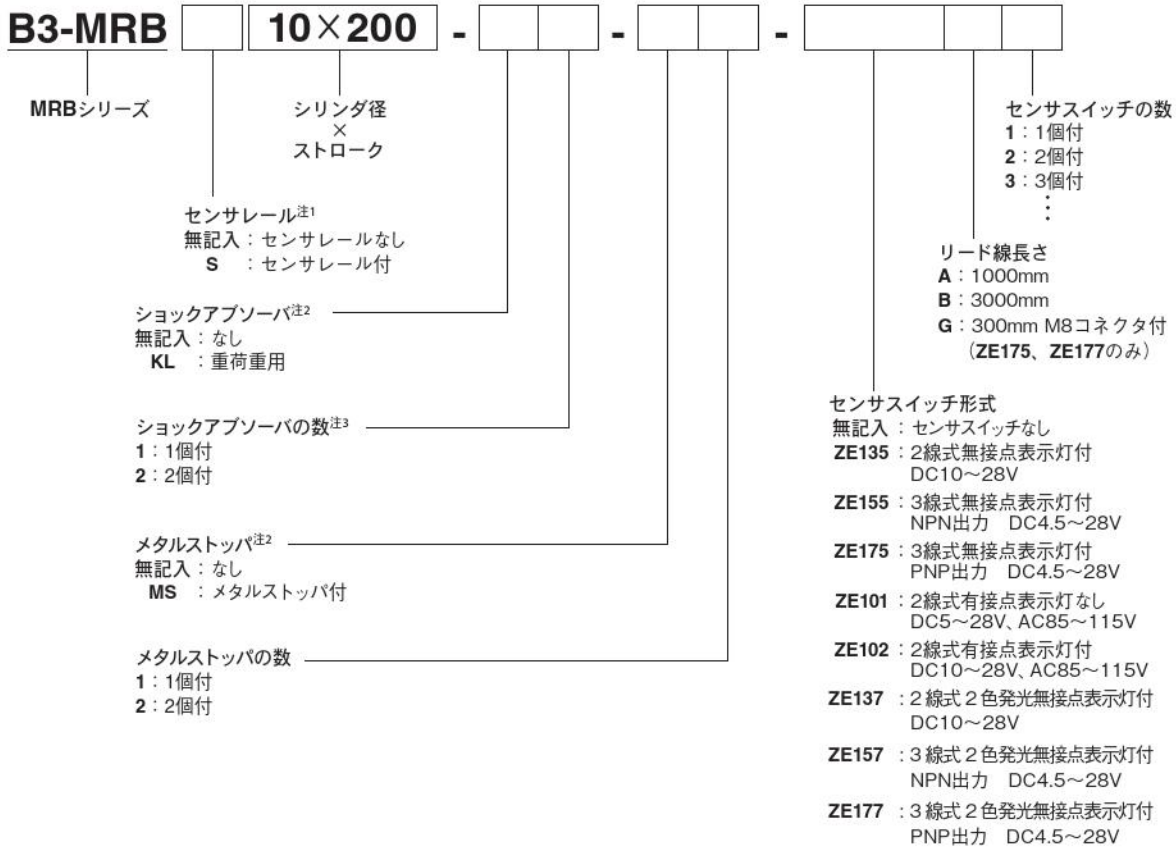 B3-MRB 10×200 - - -
MRBシリーズ
シリンダ径
×
ストローク
センサレール注1
無記入：センサレールなし
S ：センサレール付
ショックアブソーバ注2
無記入：なし
KL ：重荷重用
ショックアブソーバの数注3
1：1個付
2：2個付
メタルストッパ注2
無記入：なし
MS ：メタルストッパ付
メタルストッパの数
1：1個付
2：2個付
センサスイッチの数
1：1個付
2：2個付
3：3個付
⋮
リード線長さ
A：1000mm
B：3000mm
G：300mm M8コネクタ付
（ZE175、ZE177のみ）
センサスイッチ形式
無記入：センサスイッチなし
ZE135：2線式無接点表示灯付
DC10～28V
ZE155：3線式無接点表示灯付
NPN出力　DC4.5～28V
ZE175：3線式無接点表示灯付
PNP出力　DC4.5～28V
ZE101：2線式有接点表示灯なし
DC5～28V、AC85～115V
ZE102：2線式有接点表示灯付
DC10～28V、AC85～115V
ZE137：2線式2色発光無接点表示灯付
DC10～28V
ZE157：3線式2色発光無接点表示灯付
NPN出力　DC4.5～28V
ZE177：3線式2色発光無接点表示灯付
PNP出力　DC4.5～28V